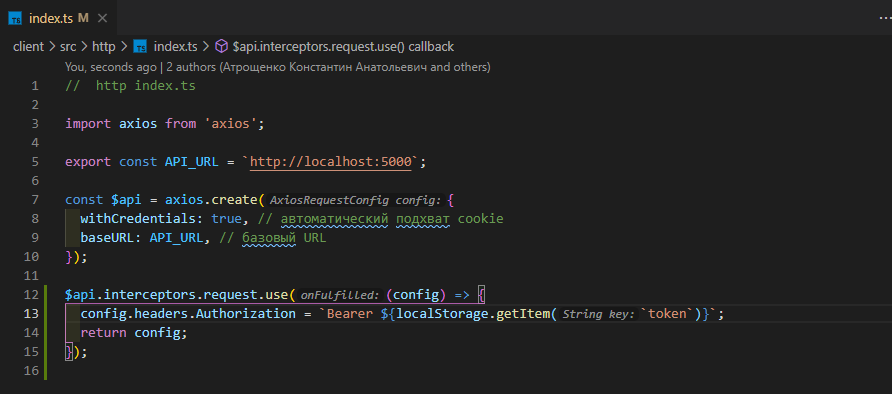 index.ts M
client > src > http > index.ts > $api.interceptors.request.use() callback
You, seconds ago | 2 authors (Атрощенко Константин Анатольевич and others)
1 //  http index.ts
2
3 import axios from 'axios';
4
5 export const API_URL = `http://localhost:5000`;
6
7 const $api = axios.create( AxiosRequestConfig config: {
8   withCredentials: true, // автоматический подхват cookie
9   baseURL: API_URL, // базовый URL
10 });
11
12 $api.interceptors.request.use( onFulfilled: (config) => {
13   config.headers.Authorization = `Bearer ${localStorage.getItem( String key: `token`)}`;
14   return config;
15 });
16